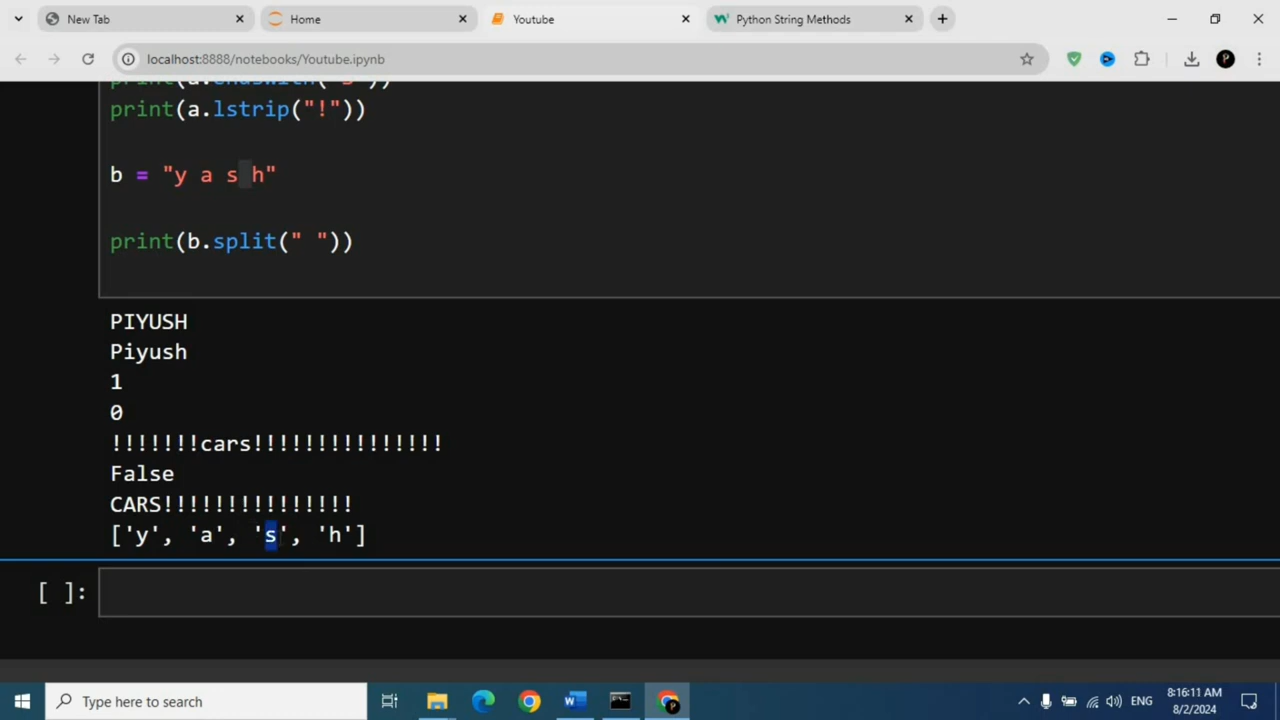 New Tab
Home
Youtube
Python String Methods
localhost:8888/notebooks/Youtube.ipynb
print(a.lstrip("!"))
b = "y a s h"
print(b.split(" "))
PIYUSH
Piyush
1
0
!!!!!!!cars!!!!!!!!!!!!!!!
False
CARS!!!!!!!!!!!!!!!
['y', 'a', 's', 'h']
[ ]:
Type here to search
ENG
8:16:11 AM
8/2/2024